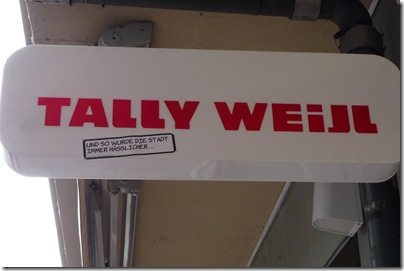 TALLY WEiJL
UND SO WURDE DIE STADT
IMMER HÄSSLICHER...